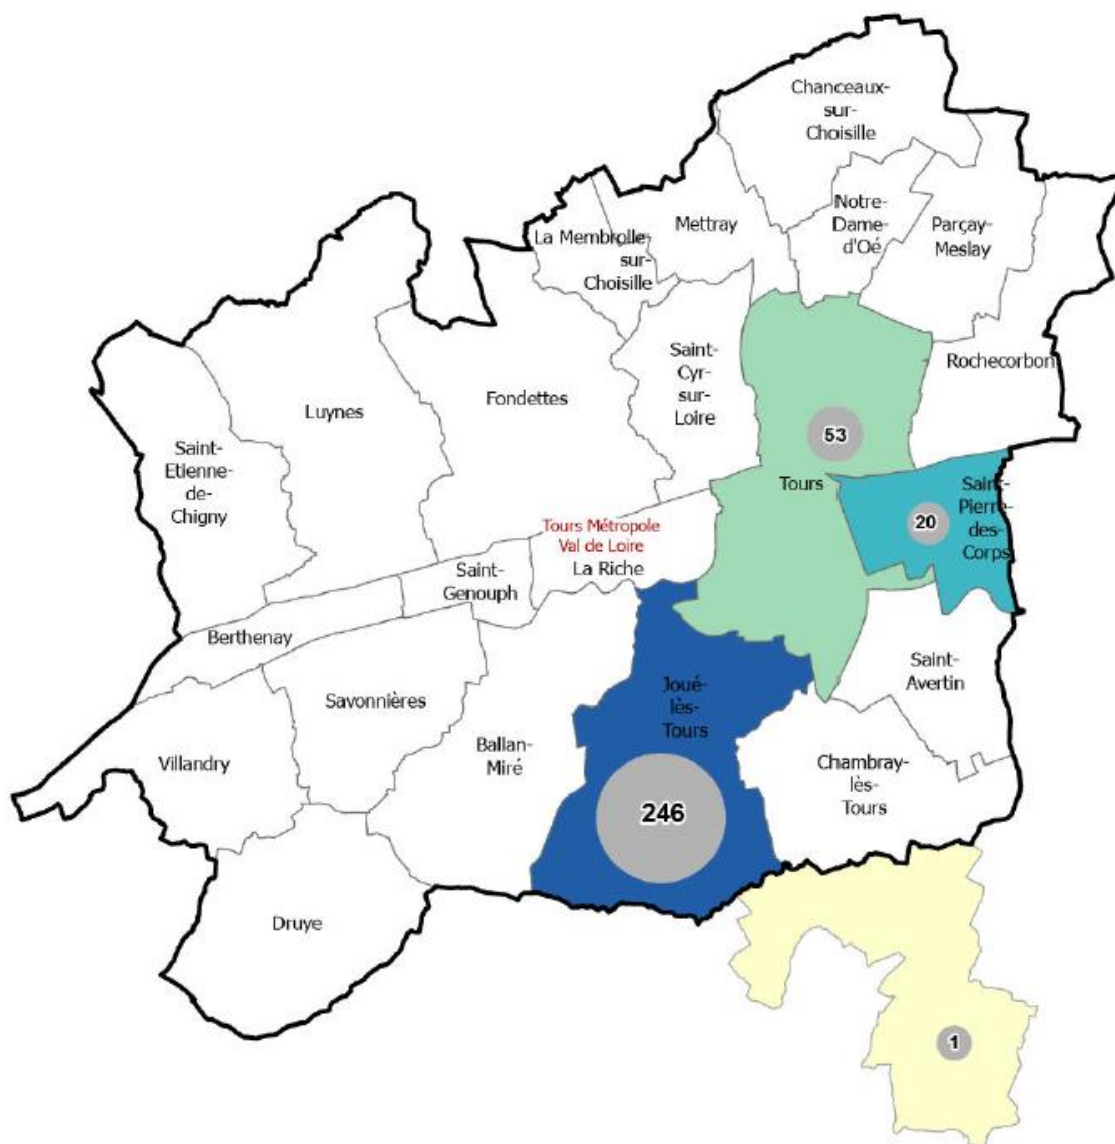 Chanceaux-
sur-
Choisille
Notre-
Dame-
d'Oé
Parçay-
Meslay
Mettray
La Membrolle-
sur-
Choisille
Rochecorbon
Saint-
Cyr-
sur-
Loire
Fondettes
Luynes
Saint-
Etienne-
de-
Chigny
53
Tours
Saint-
Pierre-
des-
Corps
20
Tours Métropole
Val de Loire
La Riche
Saint-
Genouph
Berthenay
Saint-
Avertin
Joué-
lès-
Tours
Savonnières
Villandry
Ballan-
Miré
Chambray-
lès-
Tours
246
Druye
1